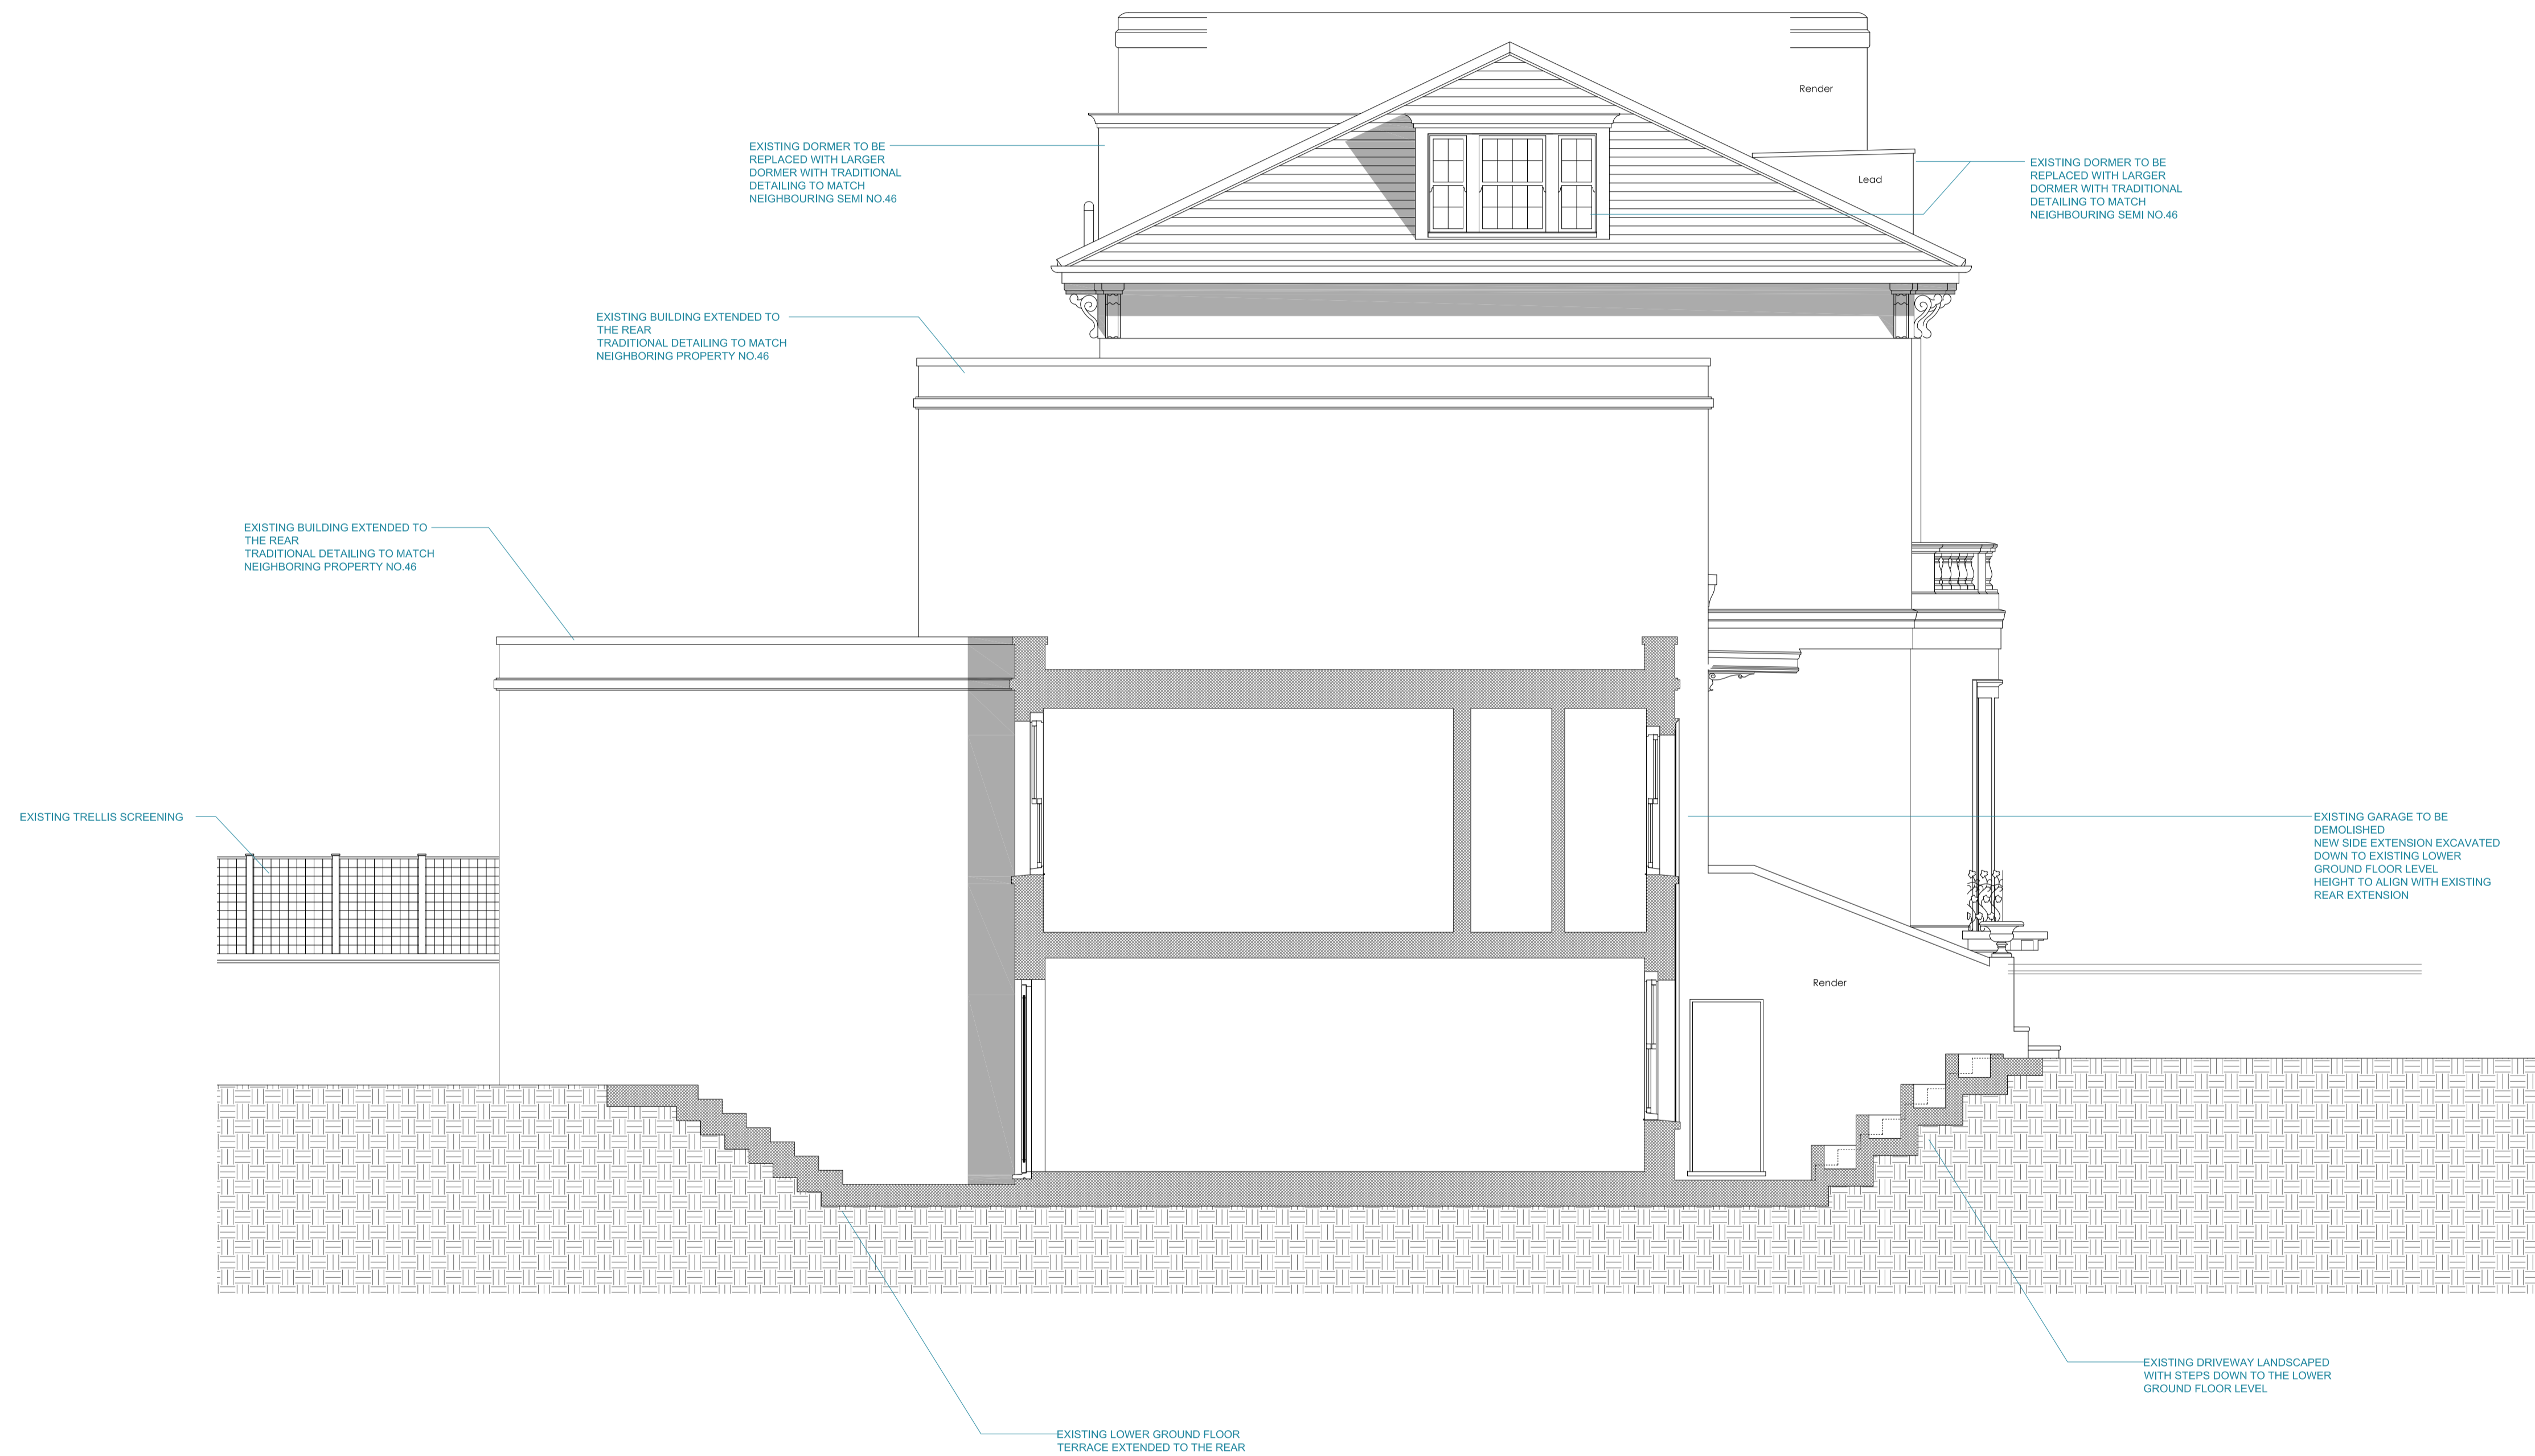 Render
EXISTING DORMER TO BE
REPLACED WITH LARGER
DORMER WITH TRADITIONAL
DETAILING TO MATCH
NEIGHBOURING SEMI NO.46
EXISTING DORMER TO BE
REPLACED WITH LARGER
DORMER WITH TRADITIONAL
DETAILING TO MATCH
NEIGHBOURING SEMI NO.46
Lead
EXISTING BUILDING EXTENDED TO
THE REAR
TRADITIONAL DETAILING TO MATCH
NEIGHBORING PROPERTY NO.46
EXISTING BUILDING EXTENDED TO
THE REAR
TRADITIONAL DETAILING TO MATCH
NEIGHBORING PROPERTY NO.46
EXISTING TRELLIS SCREENING
EXISTING GARAGE TO BE
DEMOLISHED
NEW SIDE EXTENSION EXCAVATED
DOWN TO EXISTING LOWER
GROUND FLOOR LEVEL
HEIGHT TO ALIGN WITH EXISTING
REAR EXTENSION
Render
EXISTING DRIVEWAY LANDSCAPED
WITH STEPS DOWN TO THE LOWER
GROUND FLOOR LEVEL
EXISTING LOWER GROUND FLOOR
TERRACE EXTENDED TO THE REAR